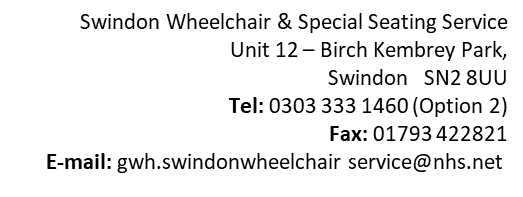 Swindon Wheelchair & Special Seating Service
Unit 12 – Birch Kembrey Park,
Swindon SN2 8UU
Tel: 0303 333 1460 (Option 2)
Fax: 01793 422821
E-mail: gwh.swindonwheelchair service@nhs.net